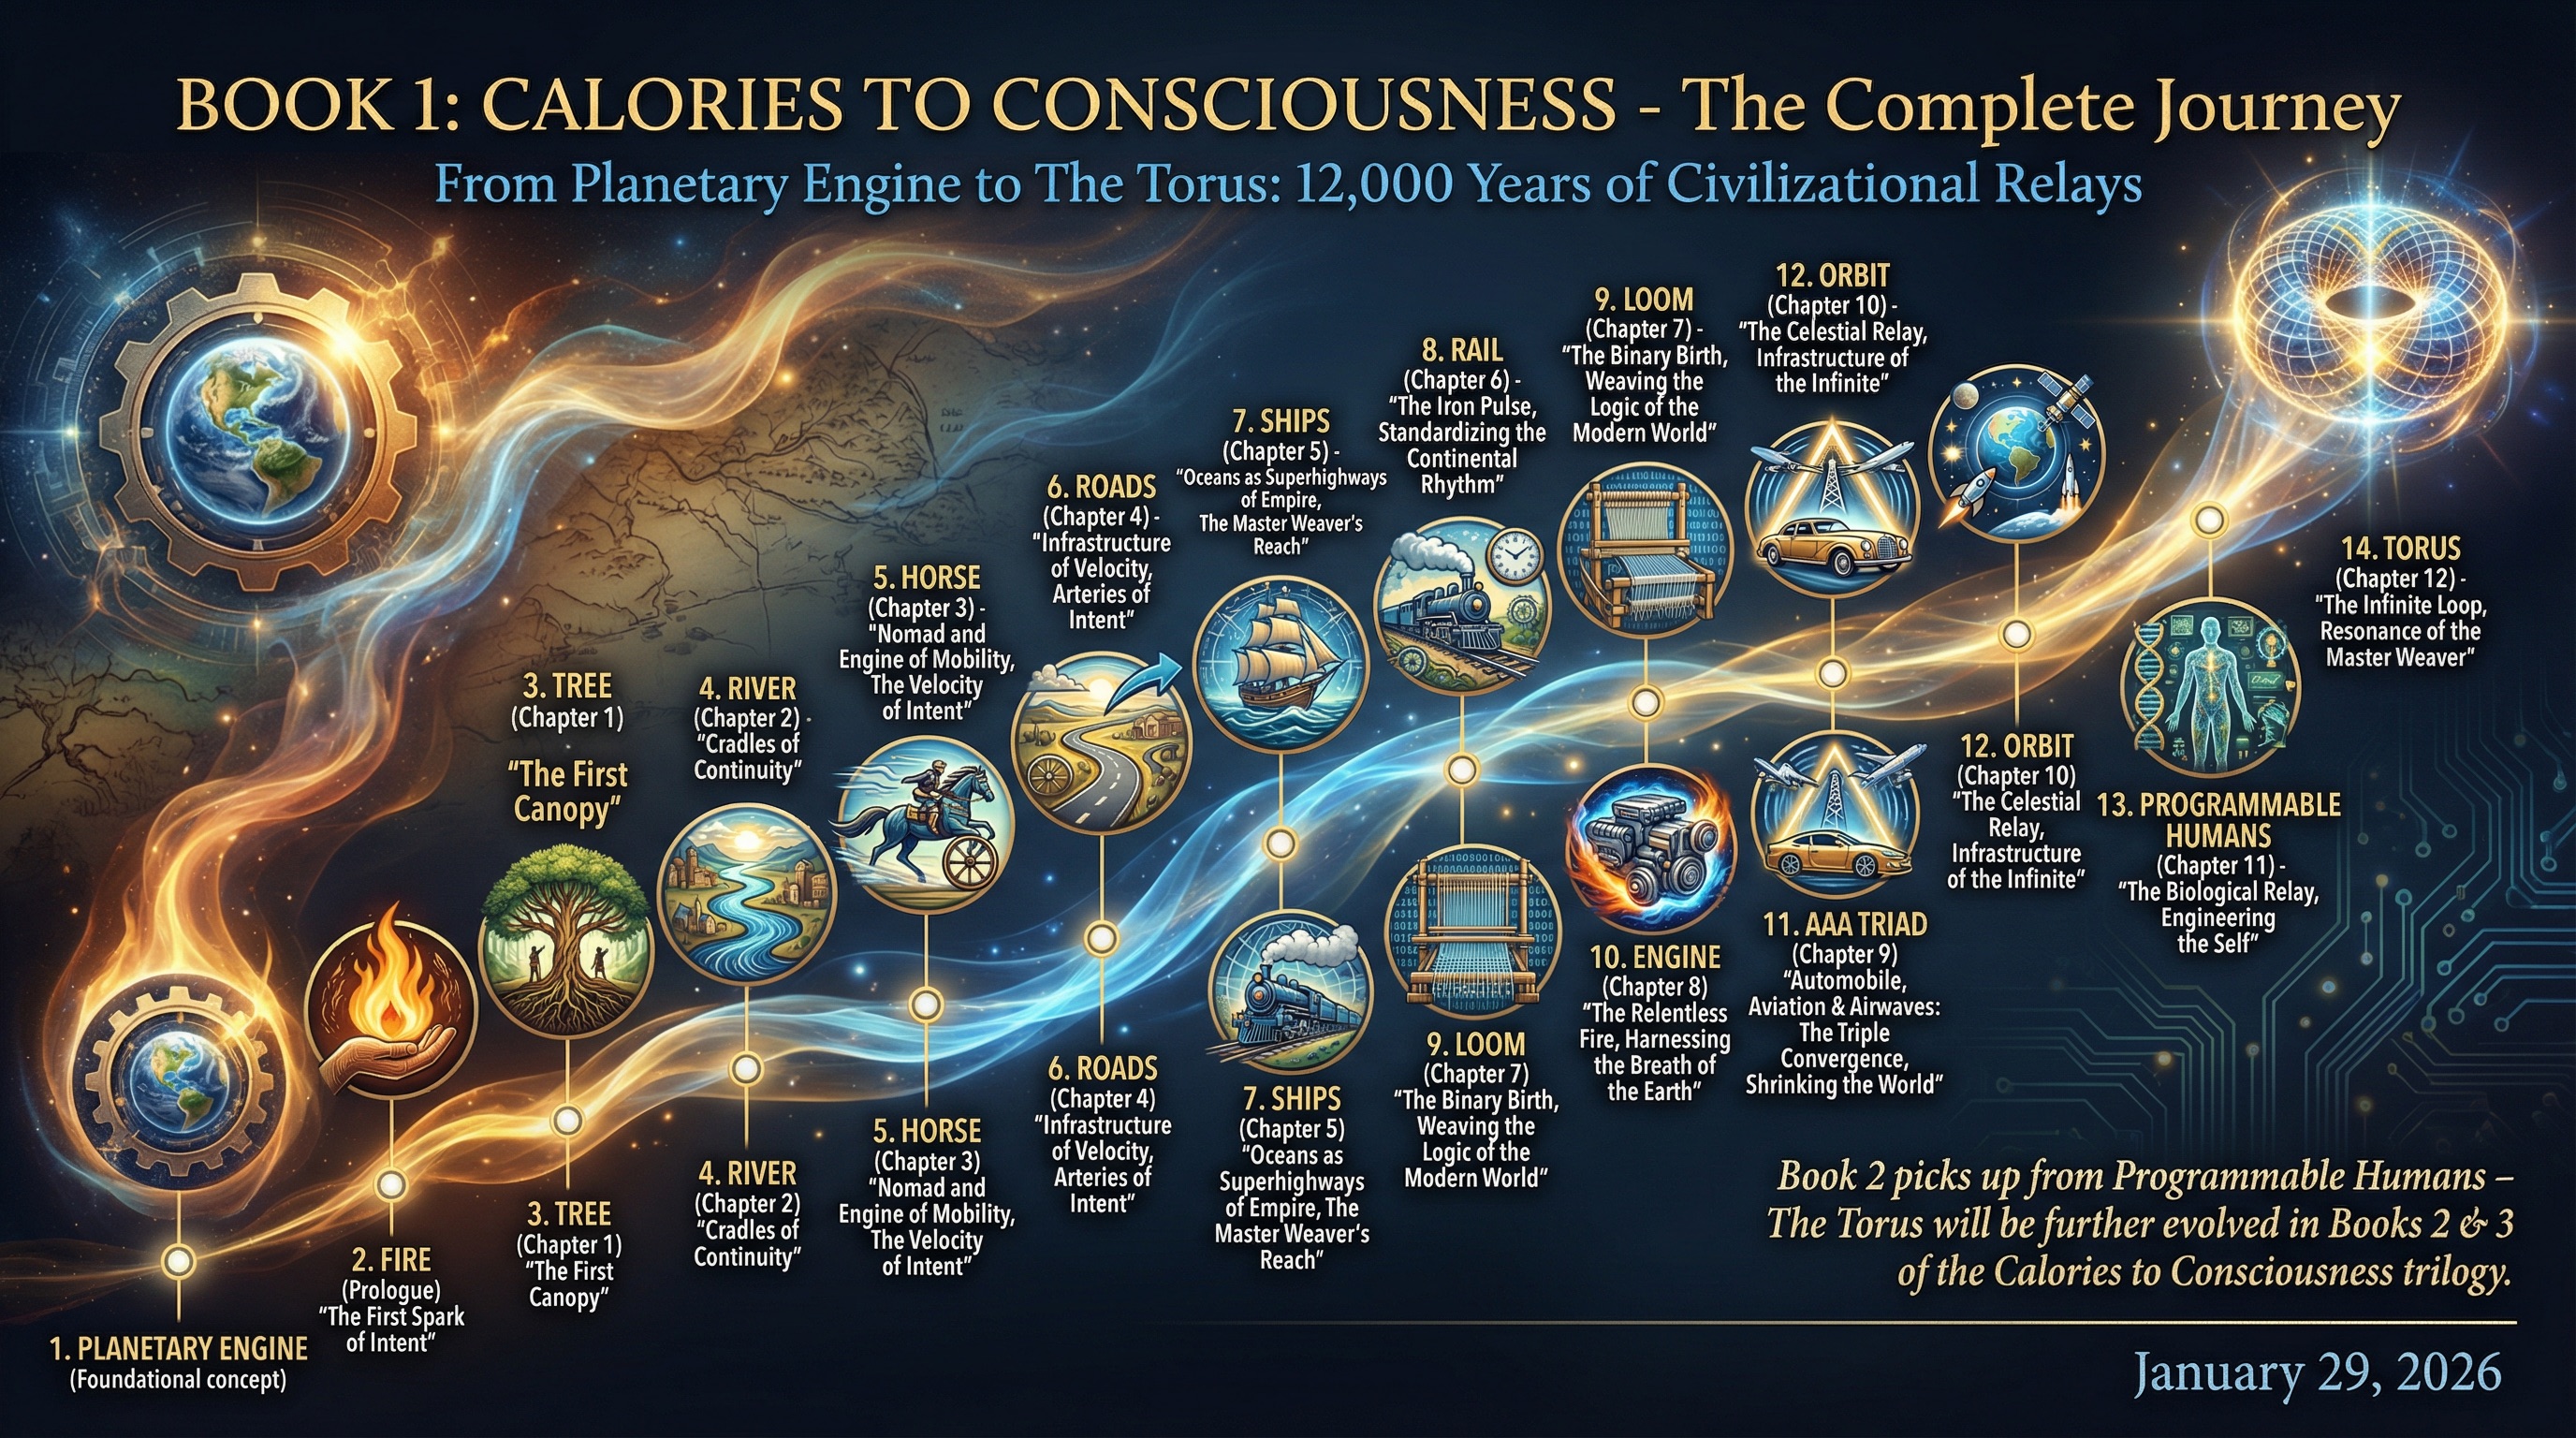 BOOK 1: CALORIES TO CONSCIOUSNESS - The Complete Journey
From Planetary Engine to The Torus: 12,000 Years of Civilizational Relays
1. PLANETARY ENGINE
(Foundational concept)
2. FIRE
(Prologue)
"The First Spark
of Intent"
3. TREE
(Chapter 1)
"The First
Canopy"
3. TREE
(Chapter 1)
"The First
Canopy"
4. RIVER
(Chapter 2) -
"Cradles of
Continuity"
4. RIVER
(Chapter 2)
"Cradles of
Continuity"
5. HORSE
(Chapter 3) -
"Nomad and
Engine of Mobility,
The Velocity
of Intent"
5. HORSE
(Chapter 3)
"Nomad and
Engine of Mobility,
The Velocity
of Intent"
6. ROADS
(Chapter 4) -
"Infrastructure
of Velocity,
Arteries of
Intent"
6. ROADS
(Chapter 4)
"Infrastructure
of Velocity,
Arteries of
Intent"
7. SHIPS
(Chapter 5) -
"Oceans as Superhighways
of Empire,
The Master Weaver's
Reach"
7. SHIPS
(Chapter 5)
"Oceans as
Superhighways
of Empire, The
Master Weaver's
Reach"
8. RAIL
(Chapter 6) -
"The Iron Pulse,
Standardizing the
Continental
Rhythm"
9. LOOM
(Chapter 7) -
"The Binary Birth,
Weaving the
Logic of the
Modern World"
9. LOOM
(Chapter 7)
"The Binary Birth,
Weaving the
Logic of the
Modern World"
10. ENGINE
(Chapter 8)
"The Relentless
Fire, Harnessing
the Breath of
the Earth"
12. ORBIT
(Chapter 10) -
"The Celestial Relay,
Infrastructure of
the Infinite"
11. AAA TRIAD
(Chapter 9)
"Automobile,
Aviation & Airwaves:
The Triple
Convergence,
Shrinking the World"
12. ORBIT
(Chapter 10)
"The Celestial
Relay,
Infrastructure
of the Infinite"
13. PROGRAMMABLE
HUMANS
(Chapter 11) -
"The Biological Relay,
Engineering
the Self"
14. TORUS
(Chapter 12) -
"The Infinite Loop,
Resonance of the
Master Weaver"
Book 2 picks up from Programmable Humans –
The Torus will be further evolved in Books 2 & 3
of the Calories to Consciousness trilogy.
January 29, 2026